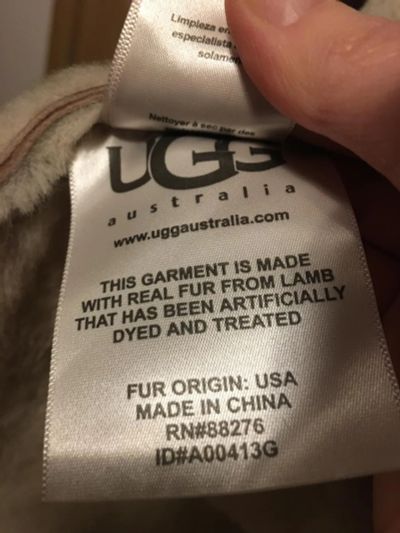 Limpieza en
especialista
solamen
Nettoyer à sec par des
UGG
australia
www.uggaustralia.com
THIS GARMENT IS MADE
WITH REAL FUR FROM LAMB
THAT HAS BEEN ARTIFICIALLY
DYED AND TREATED
FUR ORIGIN: USA
MADE IN CHINA
RN#88276
ID#A00413G